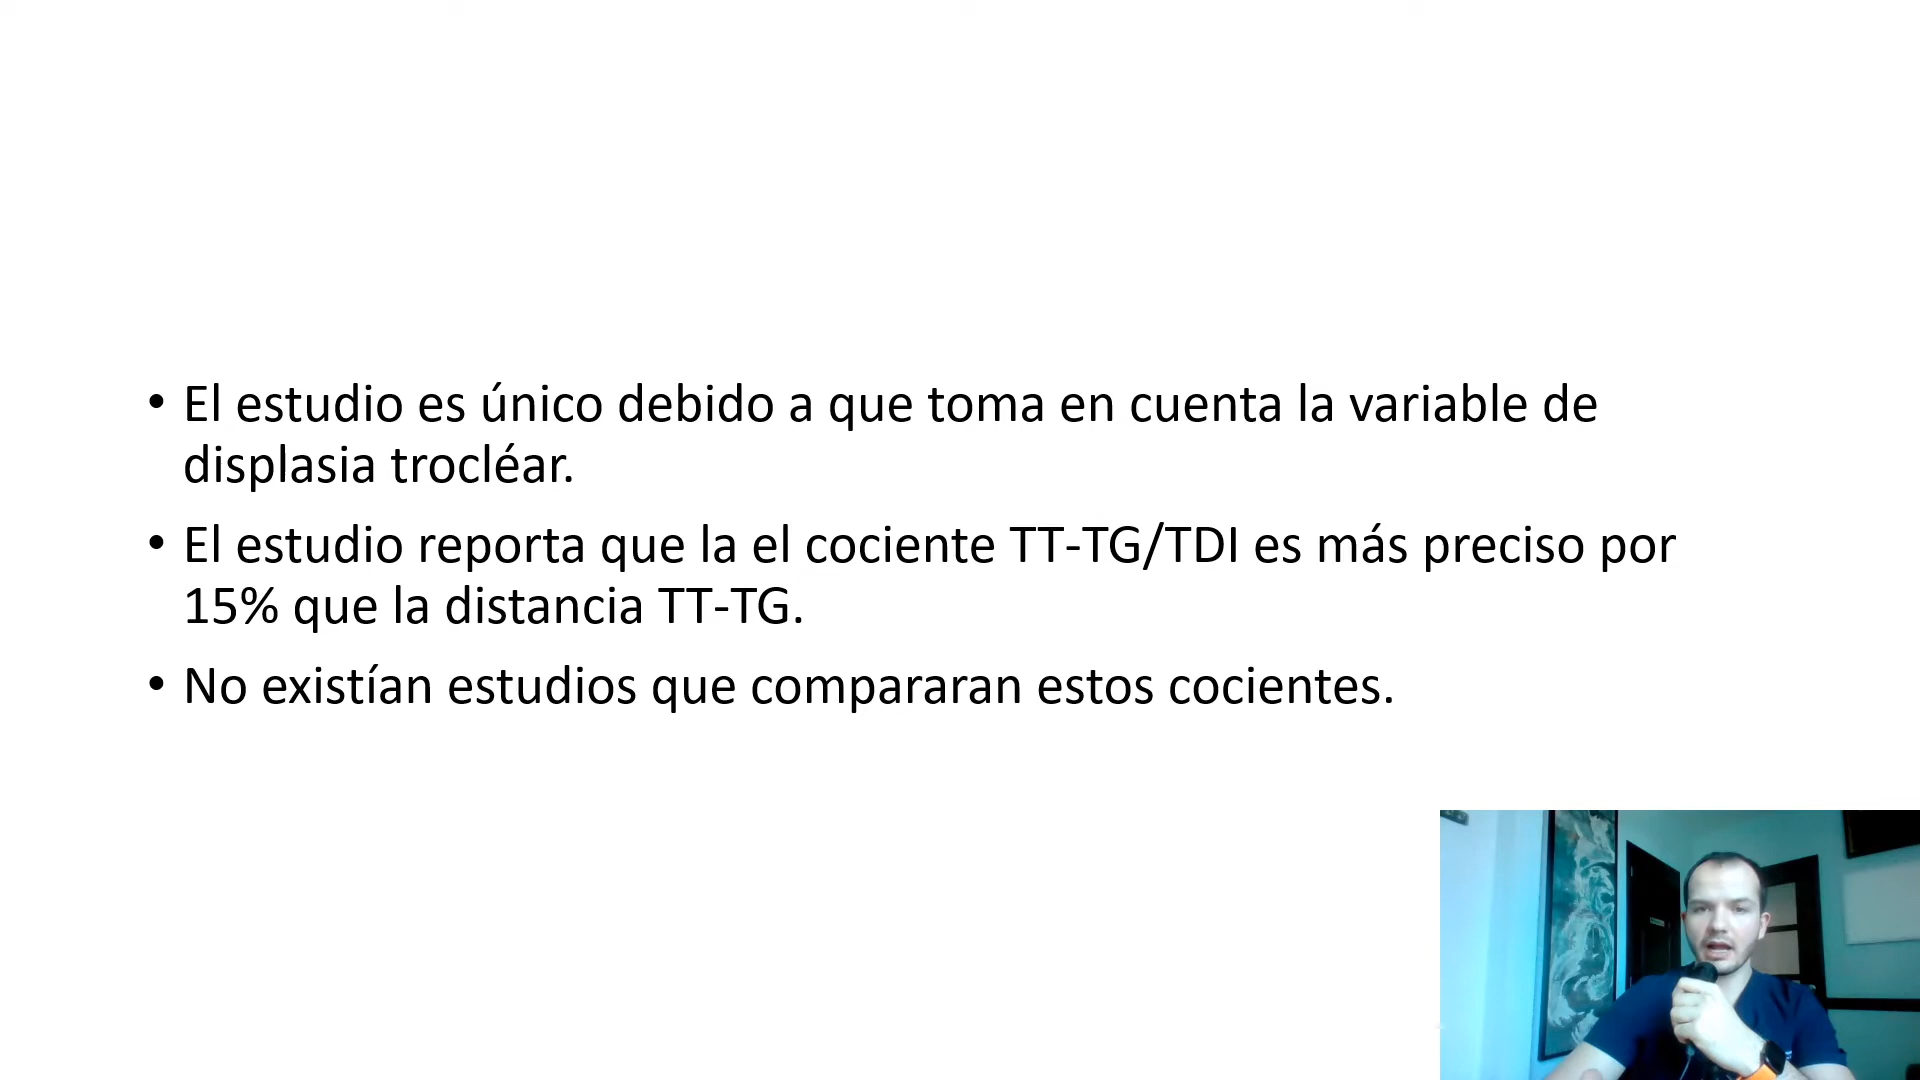 • El estudio es único debido a que toma en cuenta la variable de
displasia trocléar.
• El estudio reporta que la el cociente TT-TG/TDI es más preciso por
15% que la distancia TT-TG.
• No existían estudios que compararan estos cocientes.